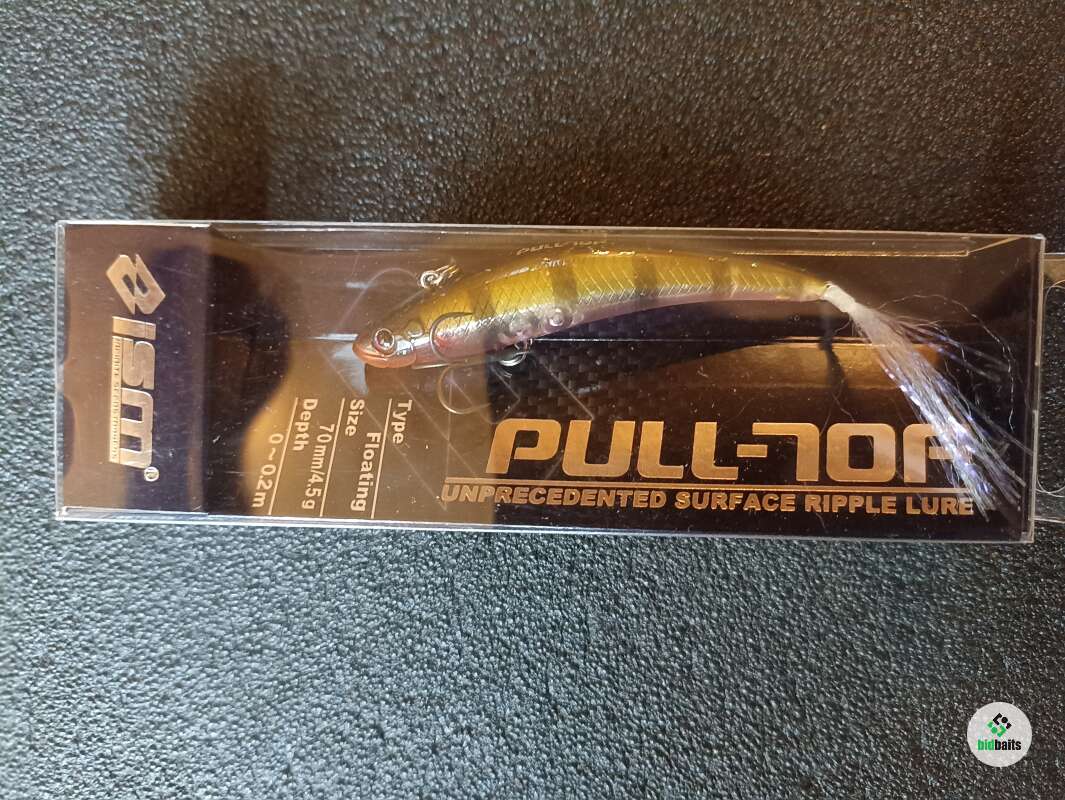 ism®
Type
Floating
Size
70mm/4.5g
Depth
0~0.2m
PULL-TOP
UNPRECEDENTED SURFACE RIPPLE LURE
bidbaits